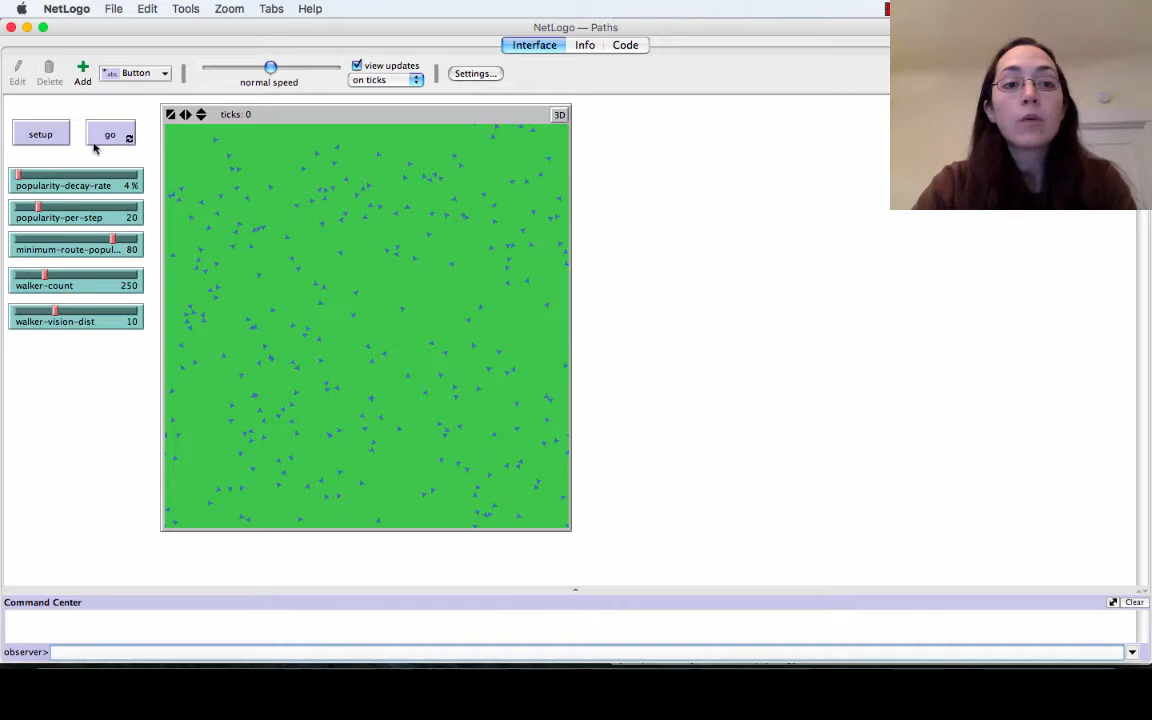 NetLogo File Edit Tools Zoom Tabs Help
NetLogo — Paths
Interface Info Code
Edit Delete Add abc Button normal speed view updates on ticks Settings...
setup go
ticks: 0 3D
popularity-decay-rate 4 %
popularity-per-step 20
minimum-route-popul... 80
walker-count 250
walker-vision-dist 10
Command Center Clear
observer>